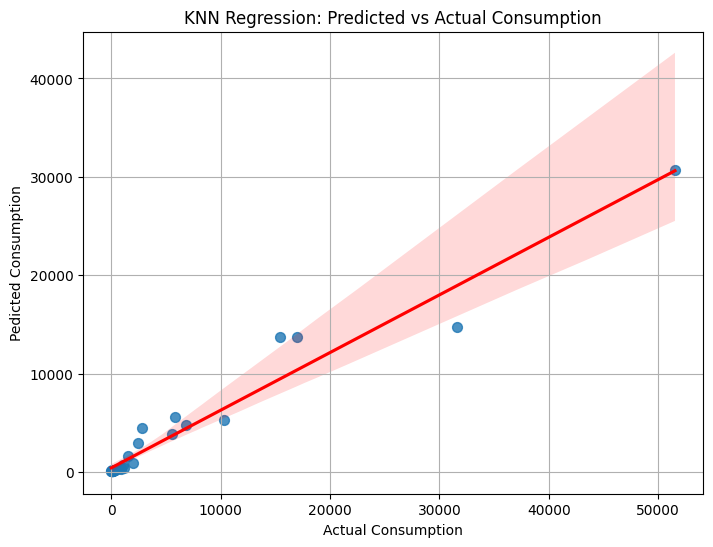 KNN Regression: Predicted vs Actual Consumption
40000
30000
20000
10000
0
Pedicted Consumption
0 10000 20000 30000 40000 50000
Actual Consumption